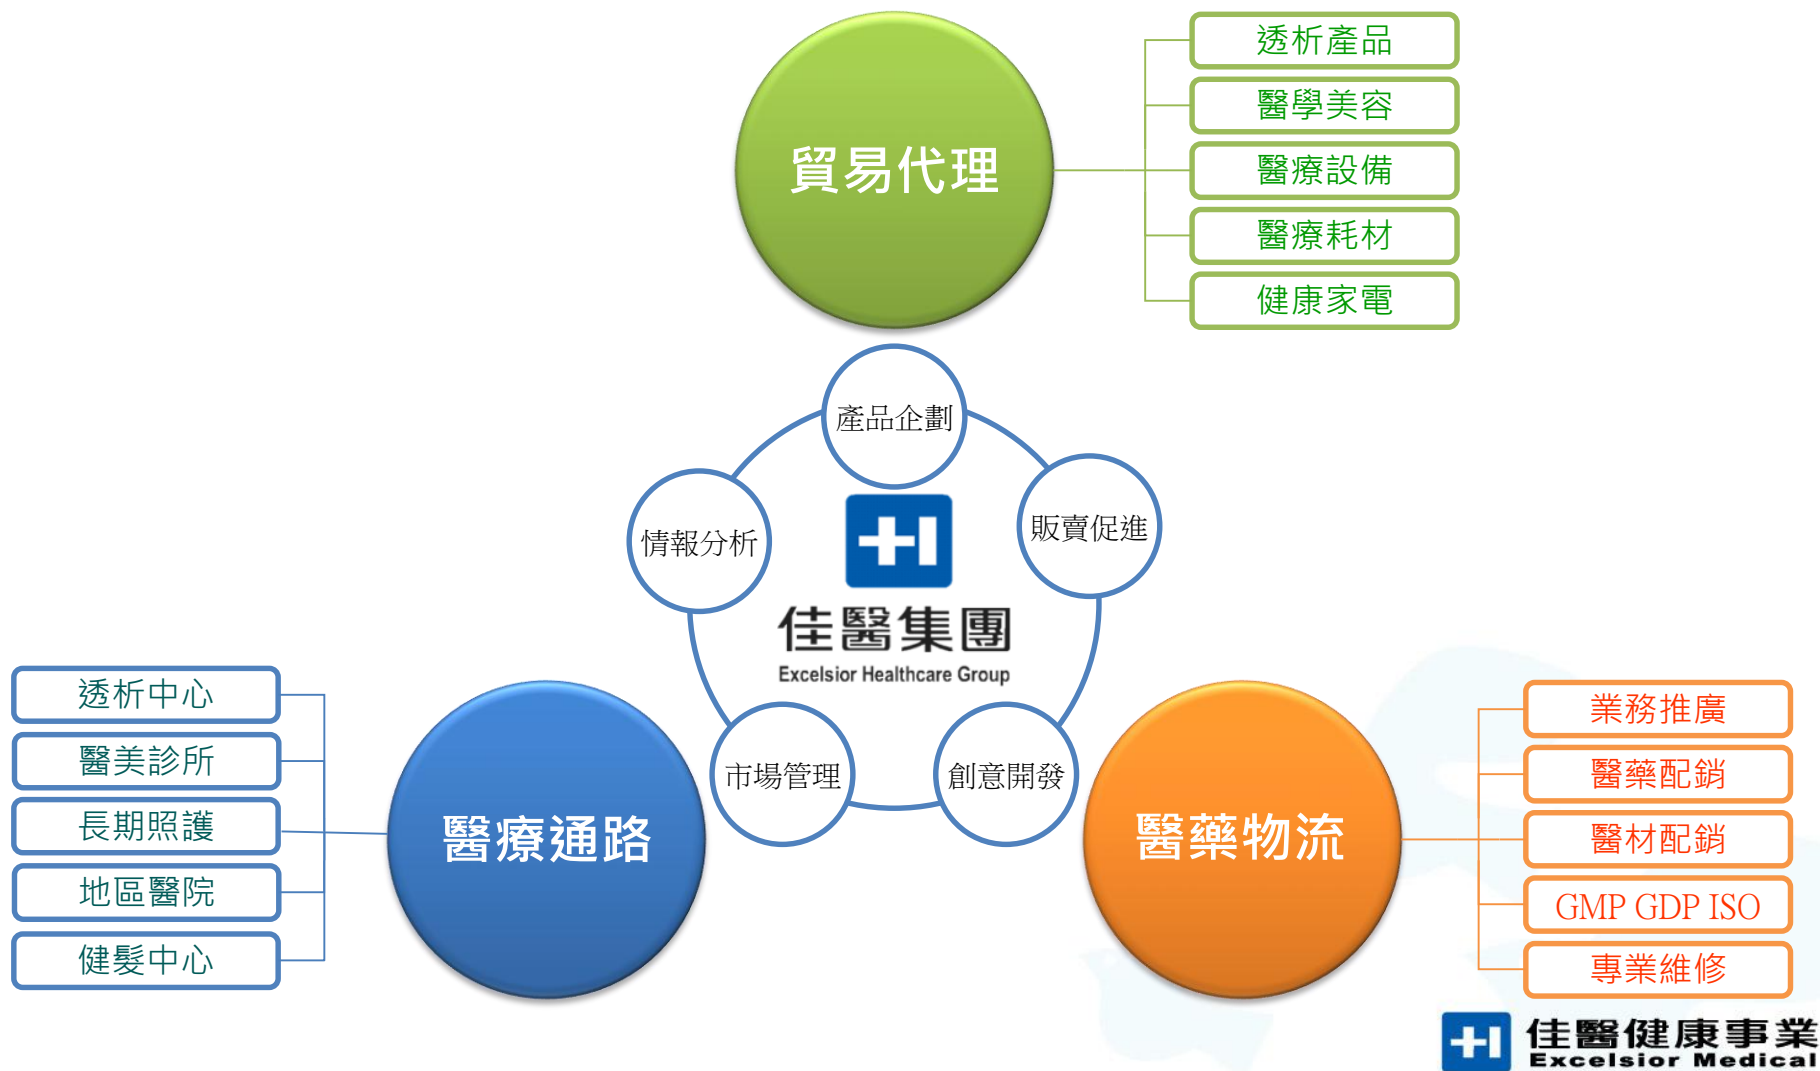 貿易代理
透析產品
醫學美容
醫療設備
醫療耗材
健康家電
產品企劃
販賣促進
情報分析
佳醫集團
Excelsior Healthcare Group
市場管理
創意開發
透析中心
醫美診所
長期照護
地區醫院
健髮中心
醫療通路
醫藥物流
業務推廣
醫藥配銷
醫材配銷
GMP GDP ISO
專業維修
佳醫健康事業
Excelsior Medical